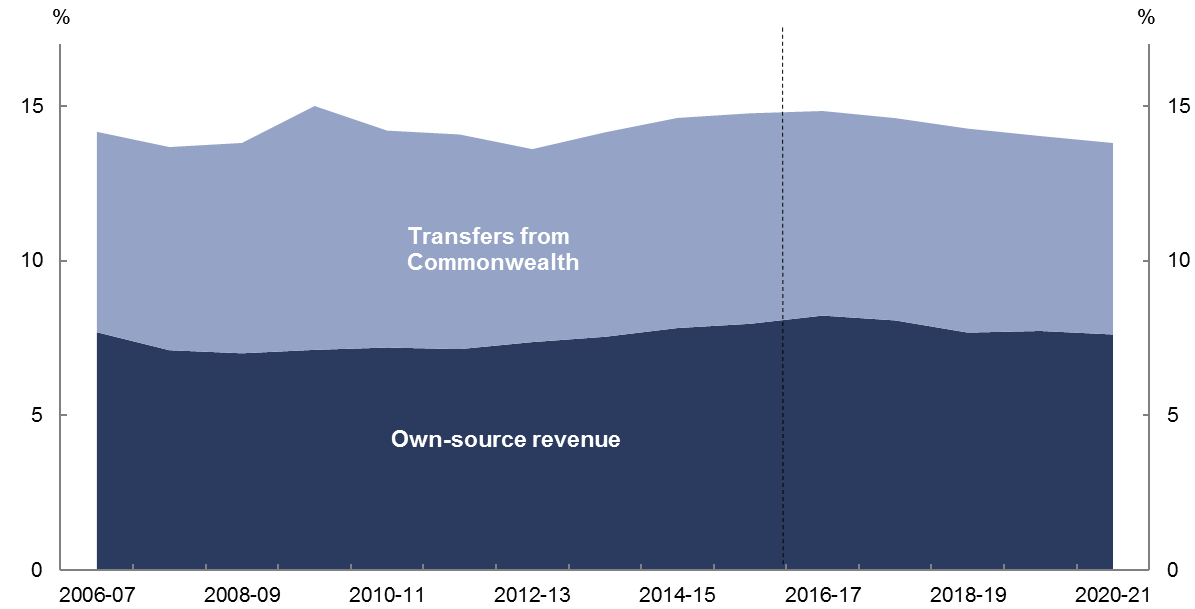 % %
15 15
Transfers from
Commonwealth
10 10
5 5
Own-source revenue
0 0
2006-07 2008-09 2010-11 2012-13 2014-15 2016-17 2018-19 2020-21